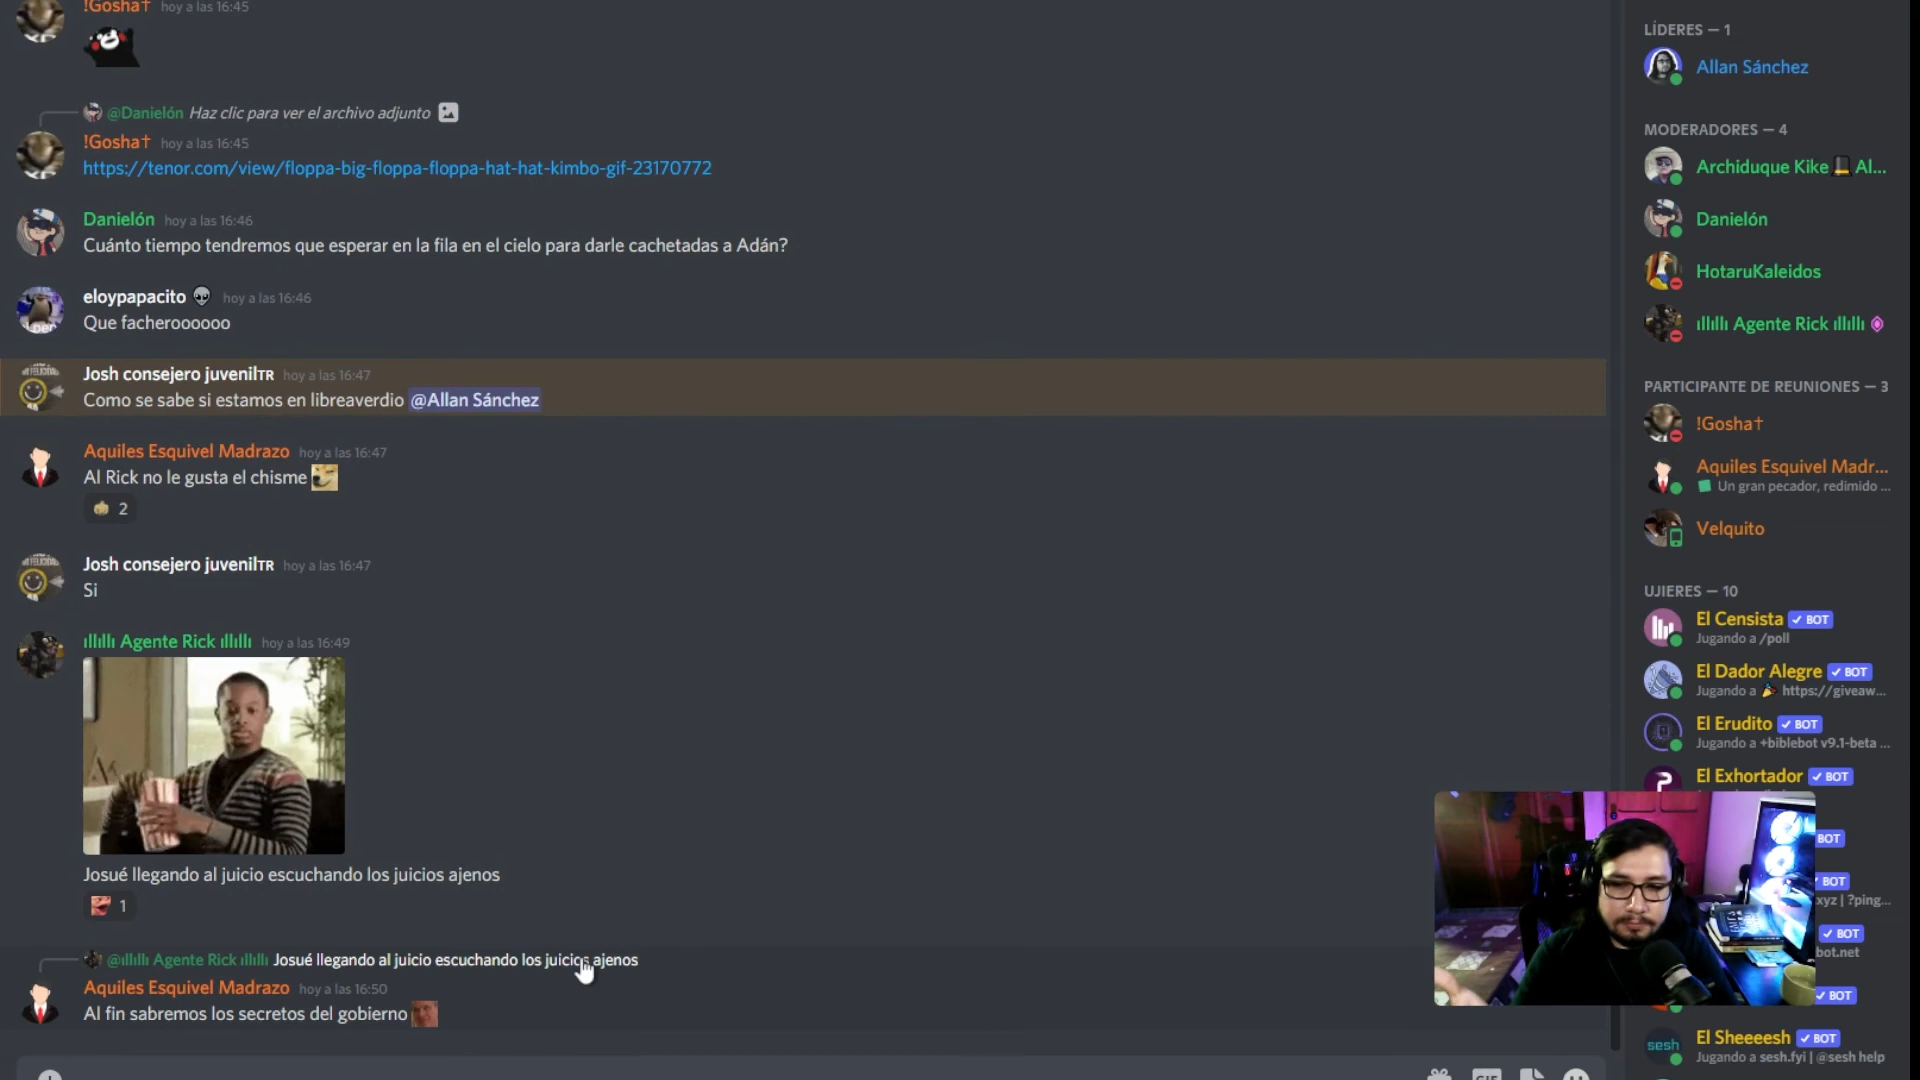 !Gosha† hoy a las 16:45
@Danielón Haz clic para ver el archivo adjunto
!Gosha† hoy a las 16:45
https://tenor.com/view/floppa-big-floppa-floppa-hat-hat-kimbo-gif-23170772
Danielón hoy a las 16:46
Cuánto tiempo tendremos que esperar en la fila en el cielo para darle cachetadas a Adán?
eloypapacito hoy a las 16:46
Que facheroooooo
Josh consejero juvenilTR hoy a las 16:47
Como se sabe si estamos en libreaverdio @Allan Sánchez
Aquiles Esquivel Madrazo hoy a las 16:47
Al Rick no le gusta el chisme
2
Josh consejero juvenilTR hoy a las 16:47
Si
ıllıllı Agente Rick ıllıllı hoy a las 16:49
Josué llegando al juicio escuchando los juicios ajenos
1
@ıllıllı Agente Rick ıllıllı Josué llegando al juicio escuchando los juicios ajenos
Aquiles Esquivel Madrazo hoy a las 16:50
Al fin sabremos los secretos del gobierno
GIF
LÍDERES — 1
Allan Sánchez
MODERADORES — 4
Archiduque Kike Al...
Danielón
HotaruKaleidos
ıllıllı Agente Rick ıllıllı
PARTICIPANTE DE REUNIONES — 3
!Gosha†
Aquiles Esquivel Madr...
Un gran pecador, redimido ...
Velquito
UJIERES — 10
El Censista BOT
Jugando a /poll
El Dador Alegre BOT
Jugando a https://giveaw...
El Erudito BOT
Jugando a +biblebot v9.1-beta ...
El Exhortador BOT
BOT
BOT
xyz | ?ping...
BOT
bot.net
BOT
sesh
El Sheeeesh BOT
Jugando a sesh.fyi | @sesh help